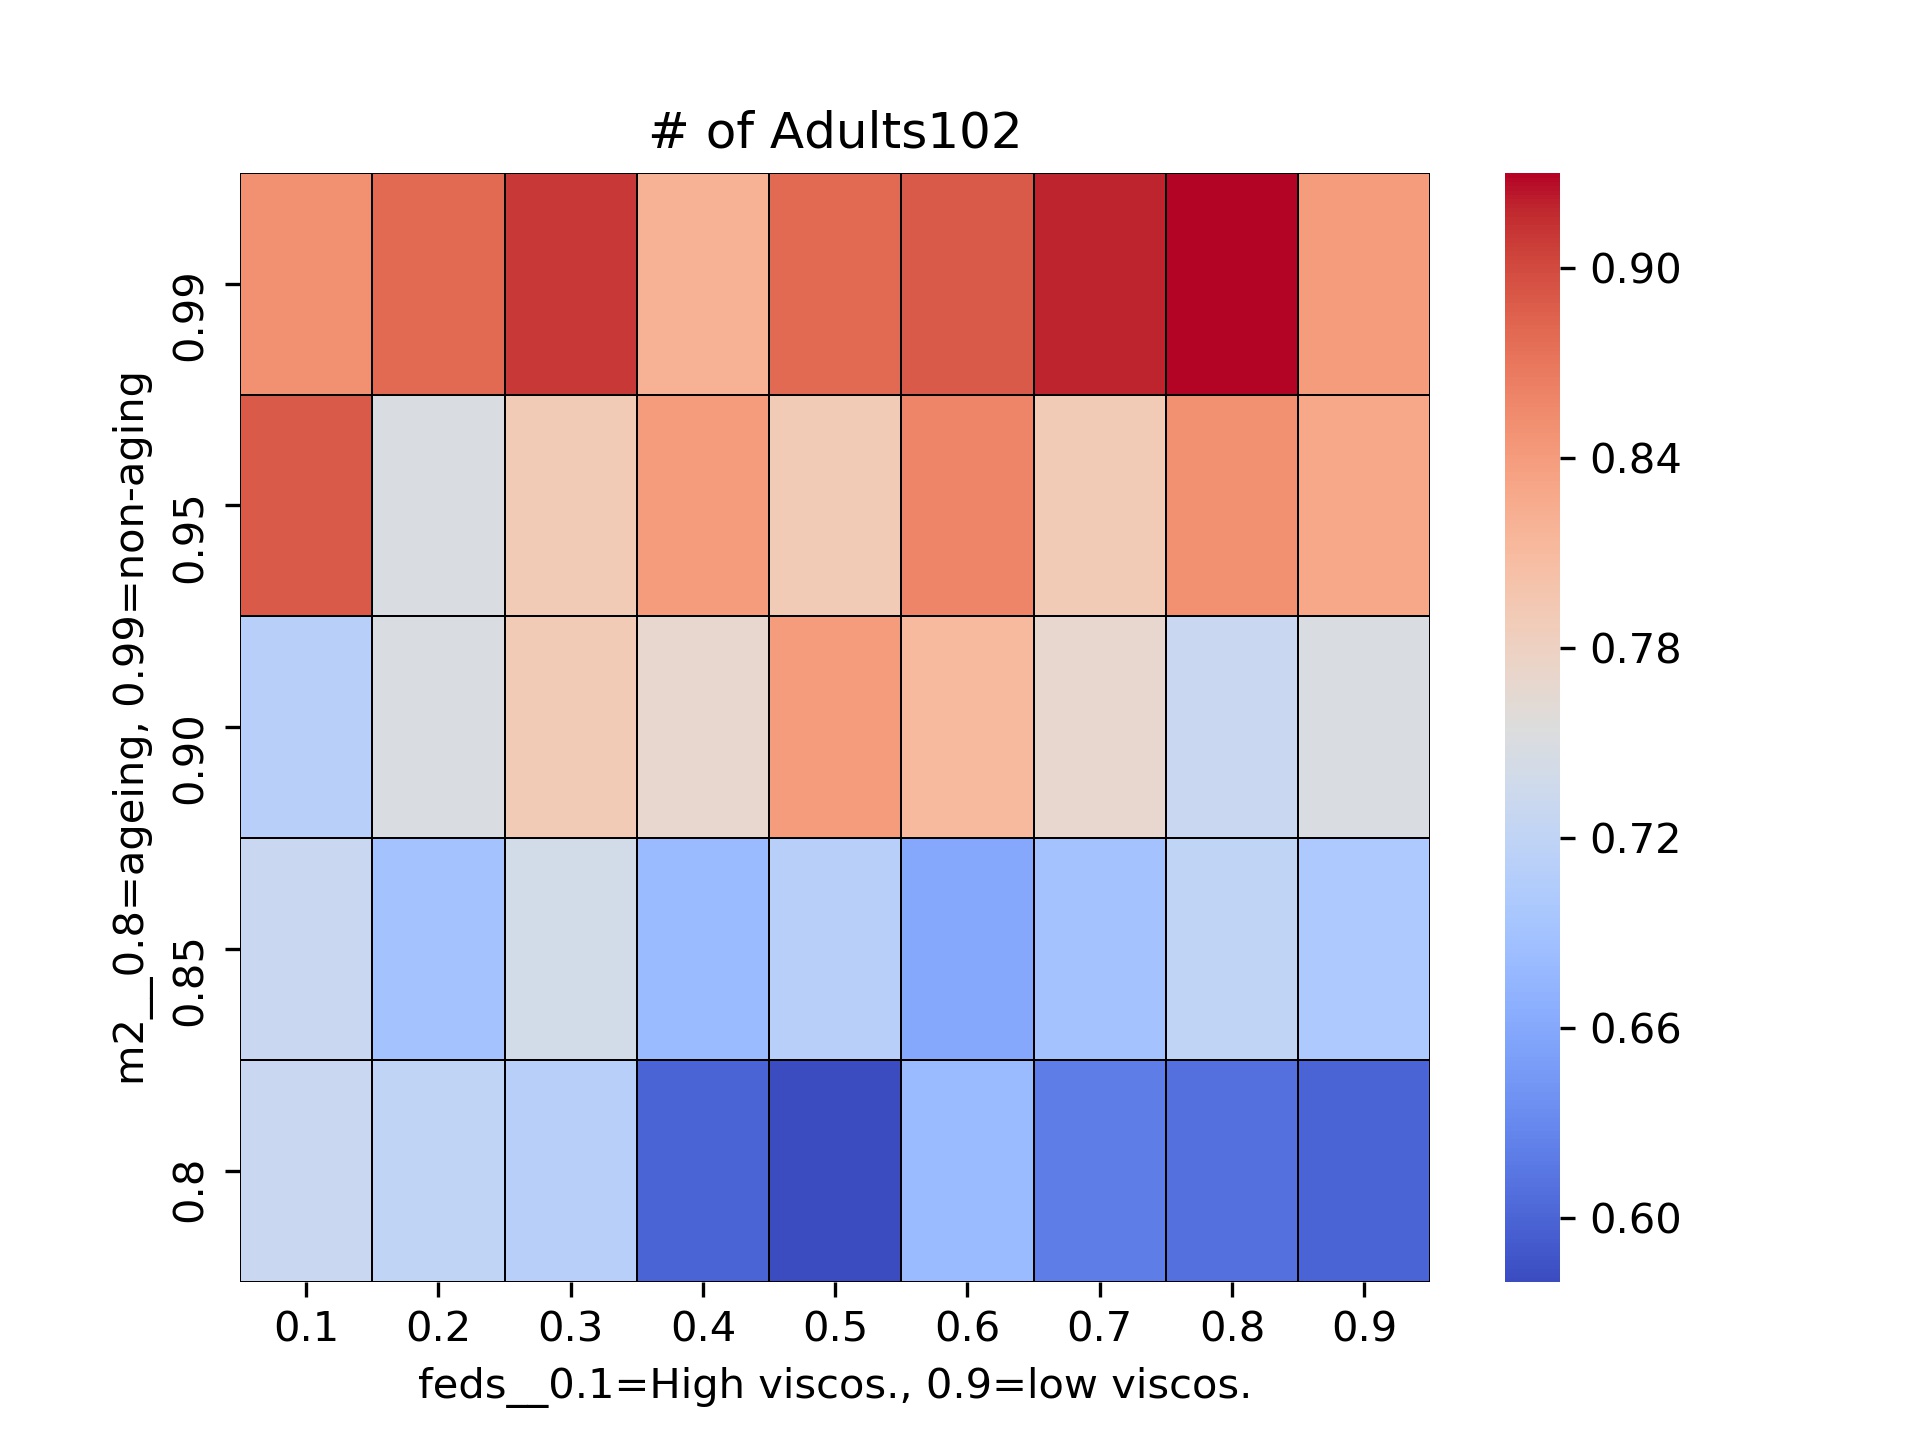 # of Adults102
m2__0.8=ageing, 0.99=non-aging
0.99
0.95
0.90
0.85
0.8
0.1 0.2 0.3 0.4 0.5 0.6 0.7 0.8 0.9
feds__0.1=High viscos., 0.9=low viscos.
0.90
0.84
0.78
0.72
0.66
0.60